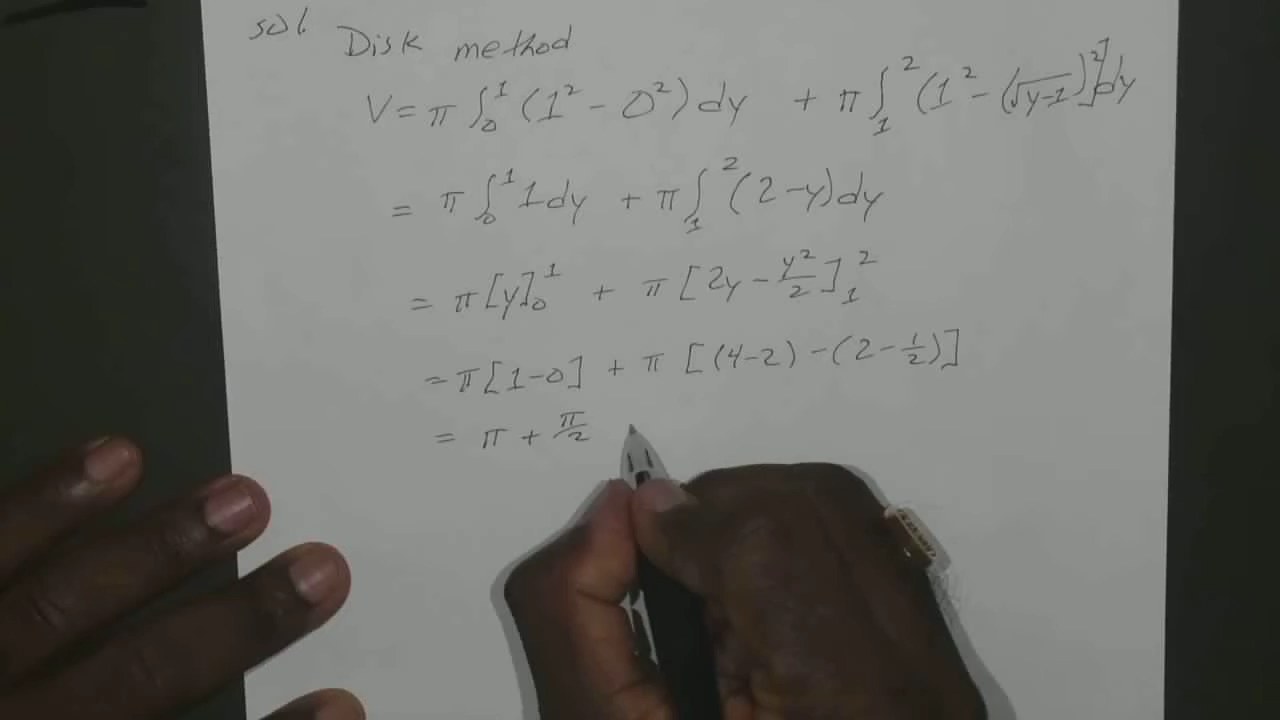 sol. Disk method
V = π ∫₀¹ (1² - 0²) dy + π ∫₁² (1² - (√(y-1))²] dy
= π ∫₀¹ 1 dy + π ∫₁² (2 - y) dy
= π [y]₀¹ + π [2y - y²/2]₁²
= π [1-0] + π [(4-2) - (2 - 1/2)]
= π + π/2